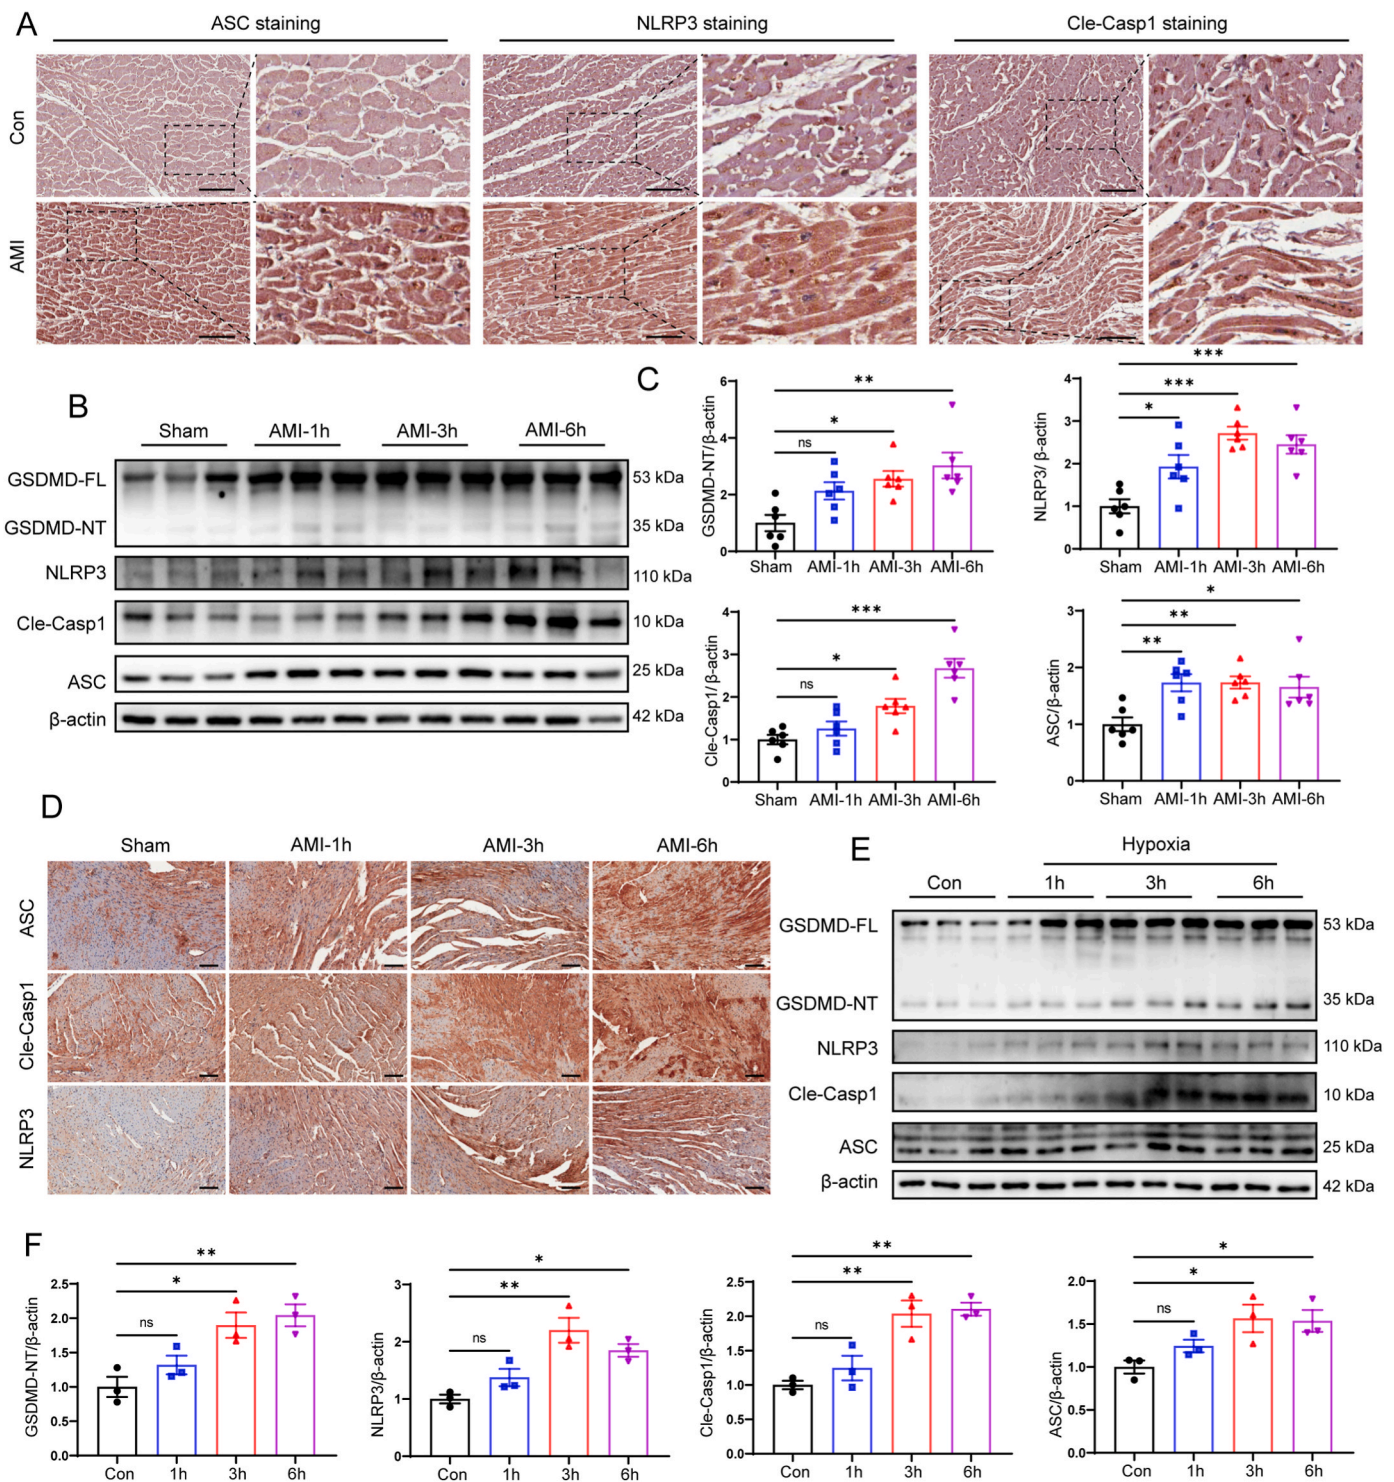 A
ASC staining
NLRP3 staining
Cle-Casp1 staining
Con
AMI
B
Sham
AMI-1h
AMI-3h
AMI-6h
GSDMD-FL
53 kDa
GSDMD-NT
35 kDa
NLRP3
110 kDa
Cle-Casp1
10 kDa
ASC
25 kDa
β-actin
42 kDa
C
GSDMD-NT/β-actin
6
4
2
0
ns
*
**
Sham AMI-1h AMI-3h AMI-6h
NLRP3/ β-actin
4
3
2
1
0
*
***
***
Sham AMI-1h AMI-3h AMI-6h
Cle-Casp1/ β-actin
4
3
2
1
0
ns
*
***
Sham AMI-1h AMI-3h AMI-6h
ASC/β-actin
3
2
1
0
**
**
*
Sham AMI-1h AMI-3h AMI-6h
D
Sham
AMI-1h
AMI-3h
AMI-6h
ASC
Cle-Casp1
NLRP3
E
Hypoxia
Con
1h
3h
6h
GSDMD-FL
53 kDa
GSDMD-NT
35 kDa
NLRP3
110 kDa
Cle-Casp1
10 kDa
ASC
25 kDa
β-actin
42 kDa
F
GSDMD-NT/β-actin
2.5
2.0
1.5
1.0
0.5
0.0
ns
*
**
Con 1h 3h 6h
NLRP3/β-actin
3
2
1
0
ns
**
*
Con 1h 3h 6h
Cle-Casp1/β-actin
2.5
2.0
1.5
1.0
0.5
0.0
ns
**
**
Con 1h 3h 6h
ASC/β-actin
2.0
1.5
1.0
0.5
0.0
ns
*
*
Con 1h 3h 6h